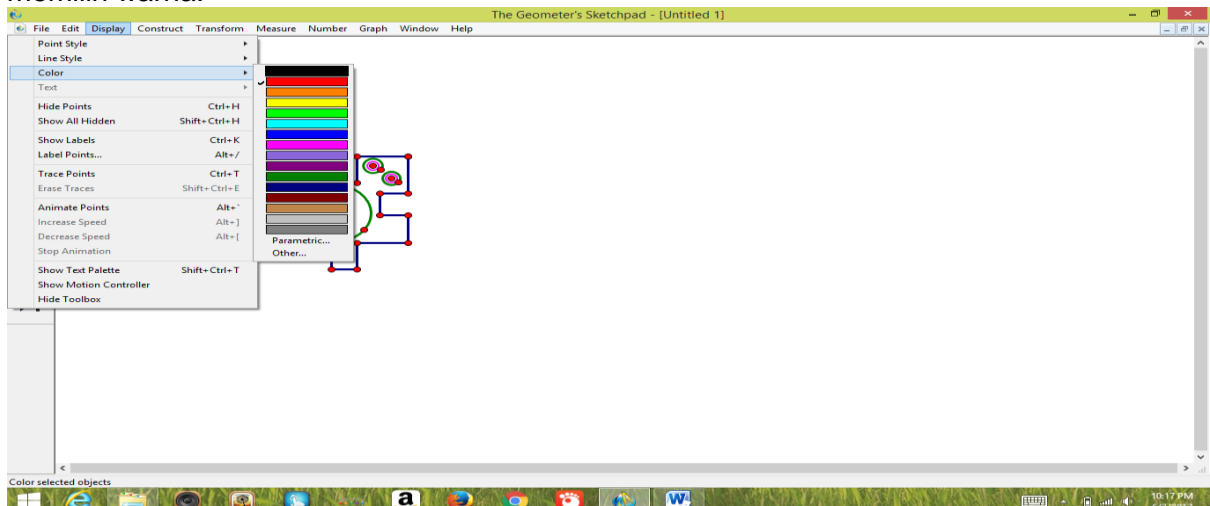 memilih warna.
The Geometer's Sketchpad - [Untitled 1]
File Edit Display Construct Transform Measure Number Graph Window Help
Point Style
Line Style
Color
Text
Hide Points Ctrl+H
Show All Hidden Shift+Ctrl+H
Show Labels Ctrl+K
Label Points... Alt+/
Trace Points Ctrl+T
Erase Traces Shift+Ctrl+E
Animate Points Alt+`
Increase Speed Alt+]
Decrease Speed Alt+[
Stop Animation
Show Text Palette Shift+Ctrl+T
Show Motion Controller
Hide Toolbox
Parametric...
Other...
Color selected objects
a
W
10:17 PM